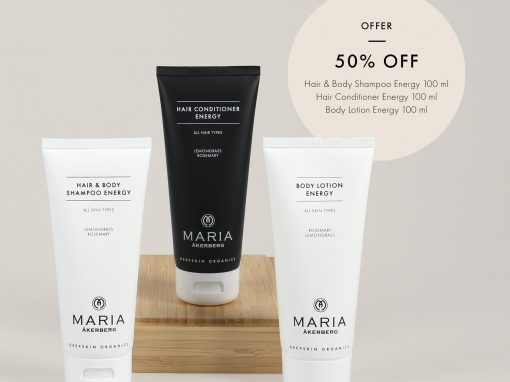 OFFER
50% OFF
Hair & Body Shampoo Energy 100 ml
Hair Conditioner Energy 100 ml
Body Lotion Energy 100 ml
HAIR CONDITIONER
ENERGY
ALL HAIR TYPES
LEMONGRASS
ROSEMARY
MARIA
ÅKERBERG
DEEPSKIN ORGANICS
HAIR & BODY
SHAMPOO ENERGY
ALL SKIN TYPES
LEMONGRASS
ROSEMARY
MARIA
ÅKERBERG
DEEPSKIN ORGANICS
BODY LOTION
ENERGY
ALL SKIN TYPES
ROSEMARY
LEMONGRASS
MARIA
ÅKERBERG
DEEPSKIN ORGANICS